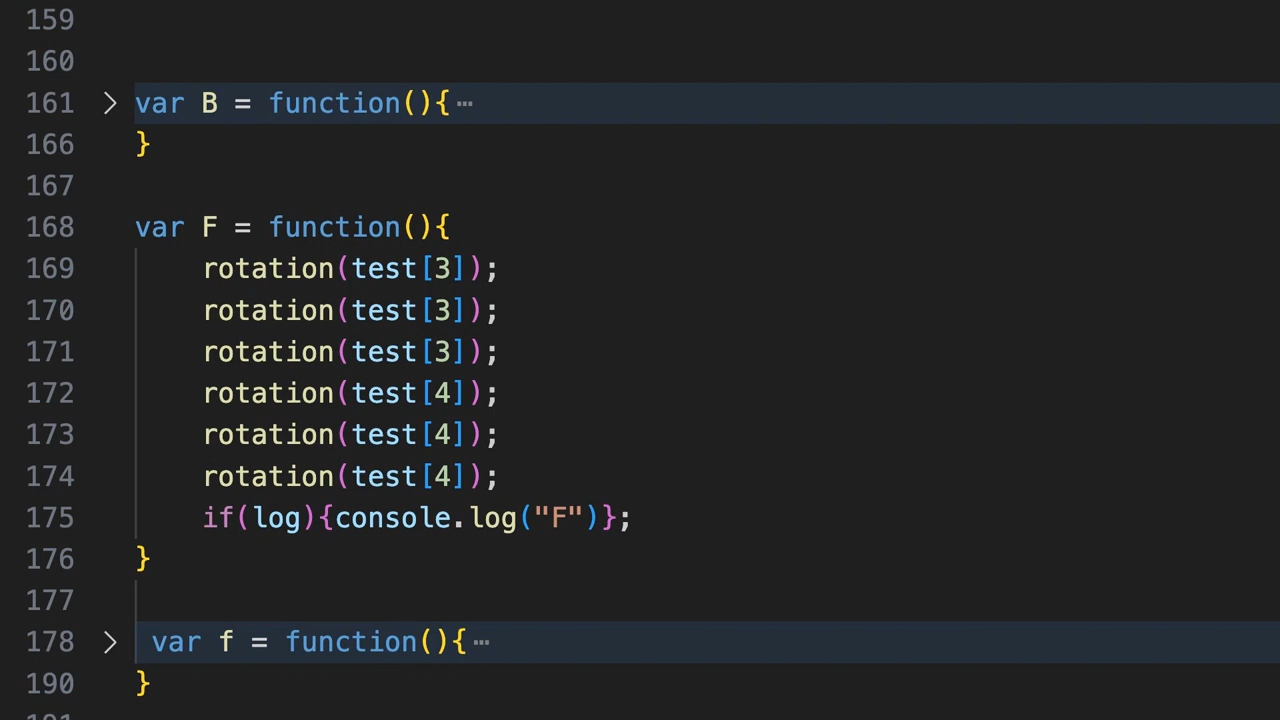 159
160
161 > var B = function(){ ⋯
166 }
167
168 var F = function(){
169 rotation(test[3]);
170 rotation(test[3]);
171 rotation(test[3]);
172 rotation(test[4]);
173 rotation(test[4]);
174 rotation(test[4]);
175 if(log){console.log("F")};
176 }
177
178 > var f = function(){ ⋯
190 }